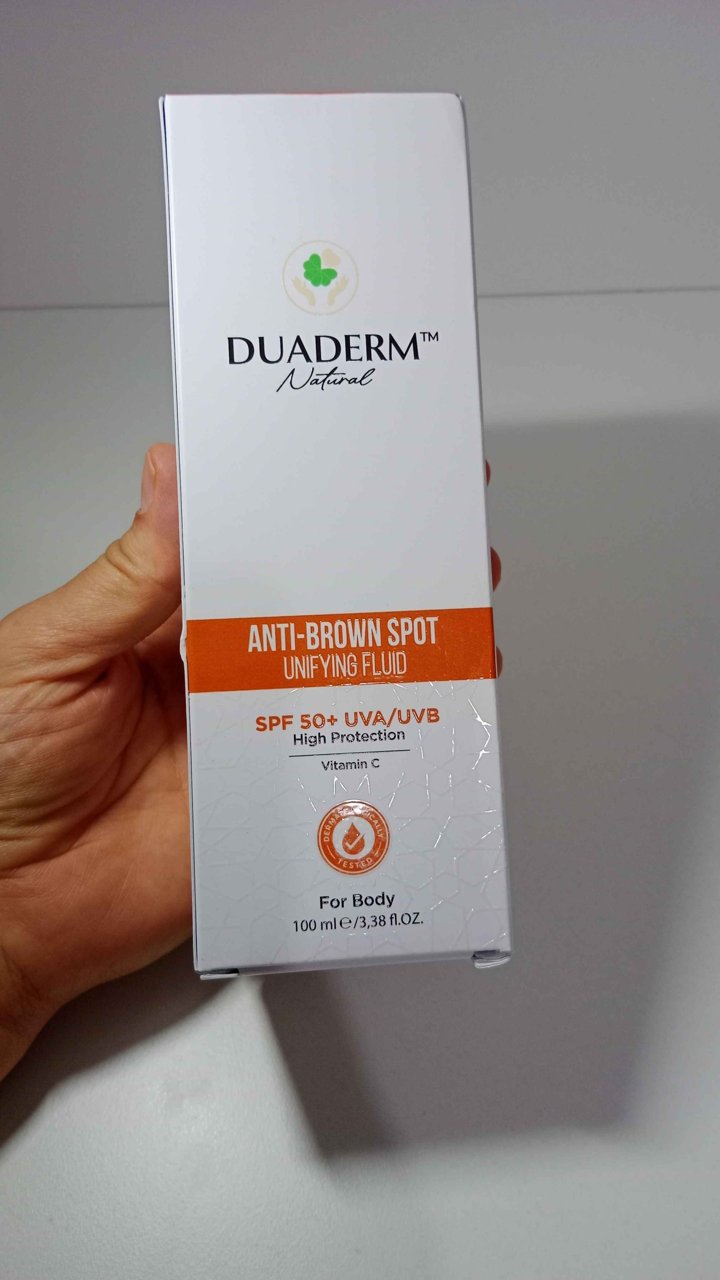 DUADERM™
Natural
ANTI-BROWN SPOT
UNIFYING FLUID
SPF 50+ UVA/UVB
High Protection
Vitamin C
DERMATOLOGICALLY
TESTED
For Body
100 ml ℮/3,38 fl.OZ.